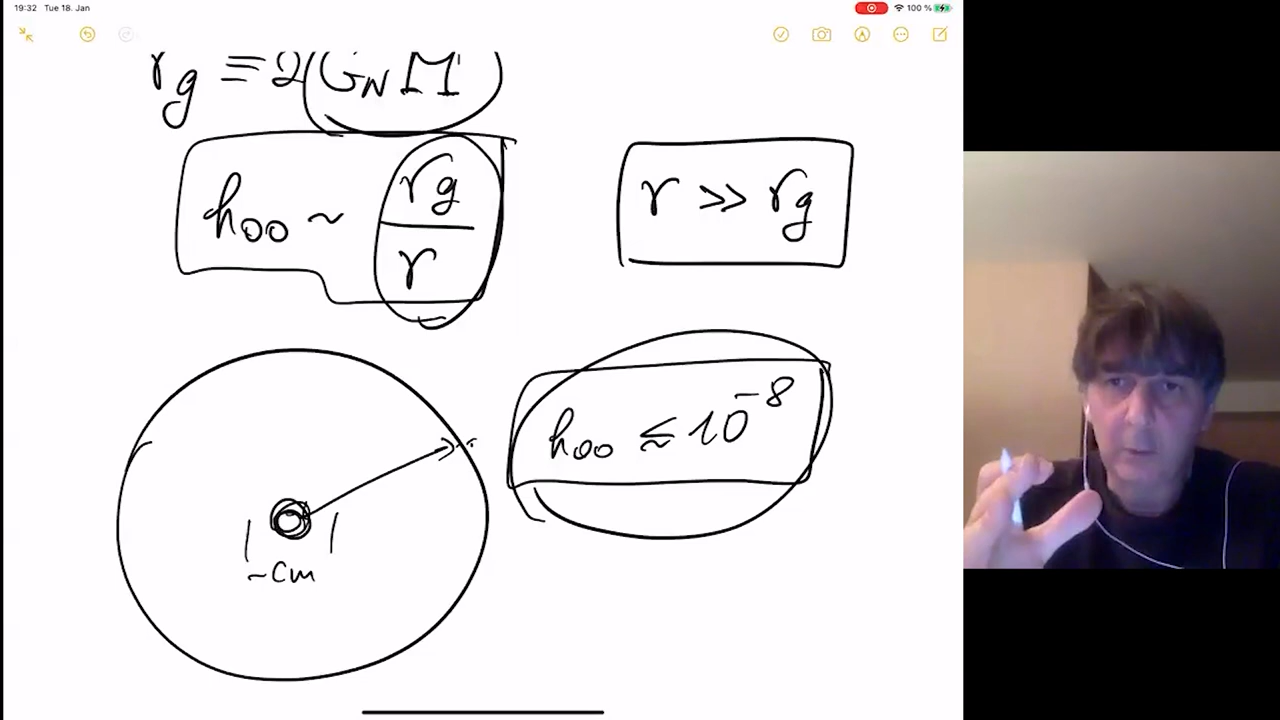 19:32 Tue 18. Jan 100 %
r_g ≡ 2 G_N M
h_00 ~ r_g / r
r ≫ r_g
h_00 ≲ 10^-8
~cm